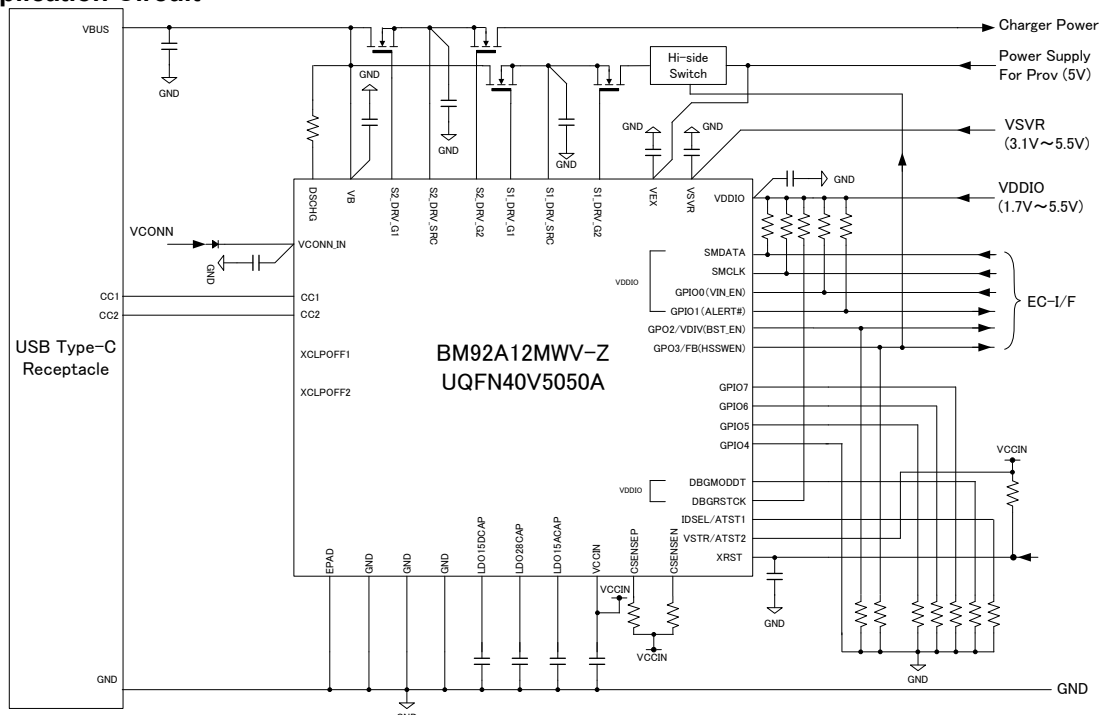 VBUS
GND
Charger Power
Power Supply
For Prov (5V)
Hi-side
Switch
GND
GND
GND
GND
GND
VSVR
(3.1V～5.5V)
VDDIO
(1.7V～5.5V)
GND
DSCHG
VB
S2_DRV_G1
S2_DRV_SRC
S2_DRV_G2
S1_DRV_G1
S1_DRV_SRC
S1_DRV_G2
VEX
VSVR
VDDIO
VCONN
GND
VCONN_IN
SMDATA
SMCLK
VDDIO
GPIO0(VIN_EN)
GPIO1(ALERT#)
GPO2/VDIV(BST_EN)
GPO3/FB(HSSWEN)
EC-I/F
CC1
CC1
CC2
CC2
USB Type-C
Receptacle
XCLPOFF1
XCLPOFF2
BM92A12MWV-Z
UQFN40V5050A
GPIO7
GPIO6
GPIO5
GPIO4
VCCIN
VDDIO
DBGMODDT
DBGRSTCK
IDSEL/ATST1
VSTR/ATST2
XRST
EPAD
GND
GND
GND
LDO15DCAP
LDO28CAP
LDO15ACAP
VCCIN
CSENSEP
CSENSEN
VCCIN
VCCIN
GND
GND
GND
GND
GND